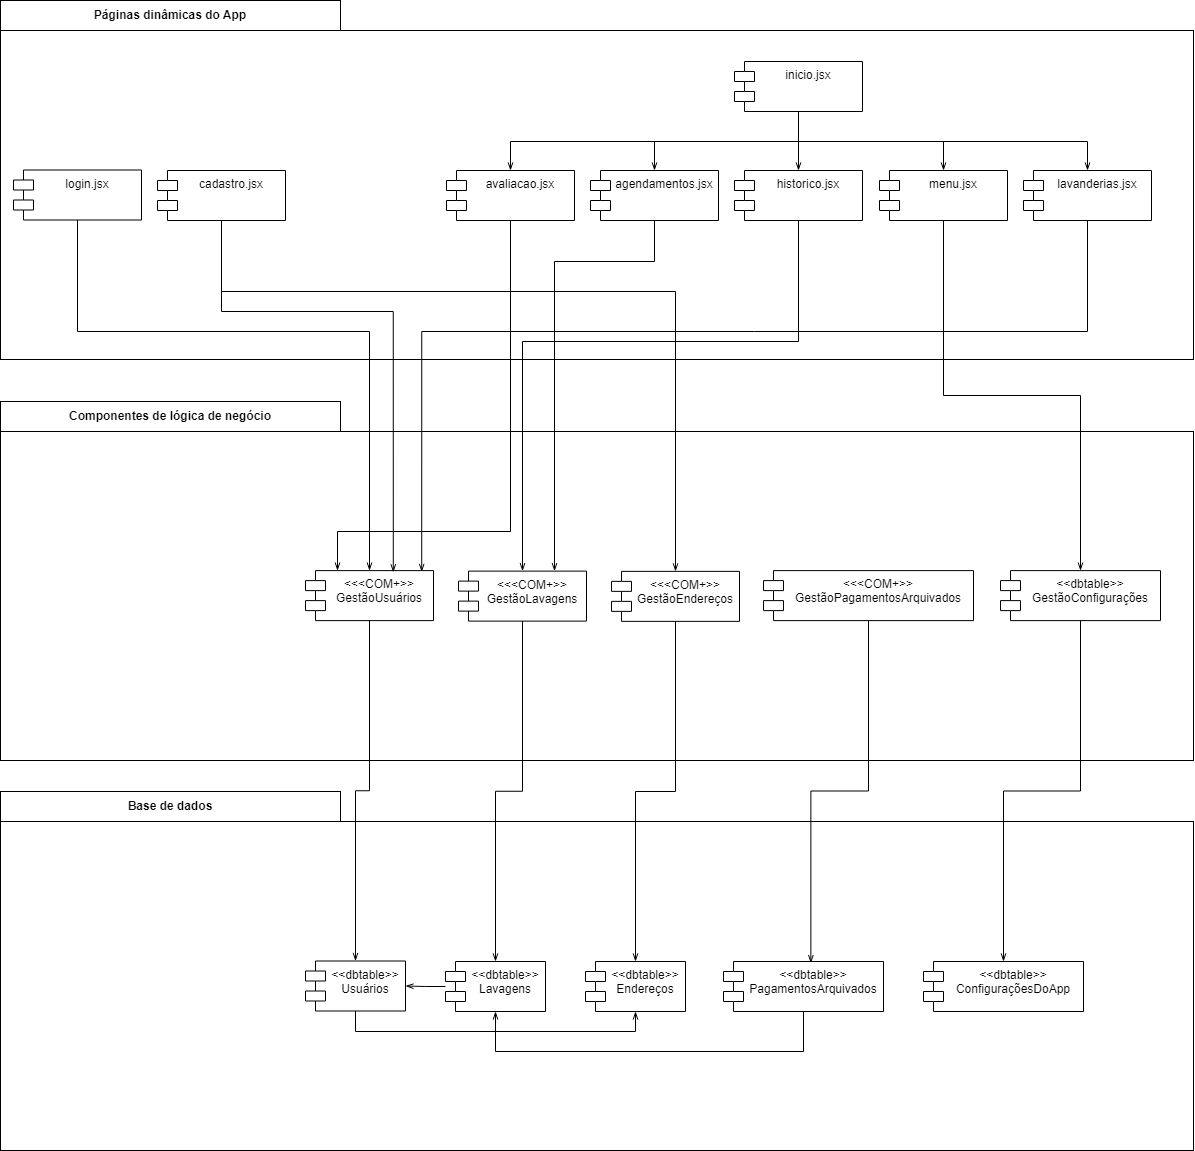 Páginas dinâmicas do App
inicio.jsx
login.jsx
cadastro.jsx
avaliacao.jsx
agendamentos.jsx
historico.jsx
menu.jsx
lavanderias.jsx
Componentes de lógica de negócio
<<<COM+>>
GestãoUsuários
<<<COM+>>
GestãoLavagens
<<<COM+>>
GestãoEndereços
<<<COM+>>
GestãoPagamentosArquivados
<<dbtable>>
GestãoConfigurações
Base de dados
<<dbtable>>
Usuários
<<dbtable>>
Lavagens
<<dbtable>>
Endereços
<<dbtable>>
PagamentosArquivados
<<dbtable>>
ConfiguraçõesDoApp